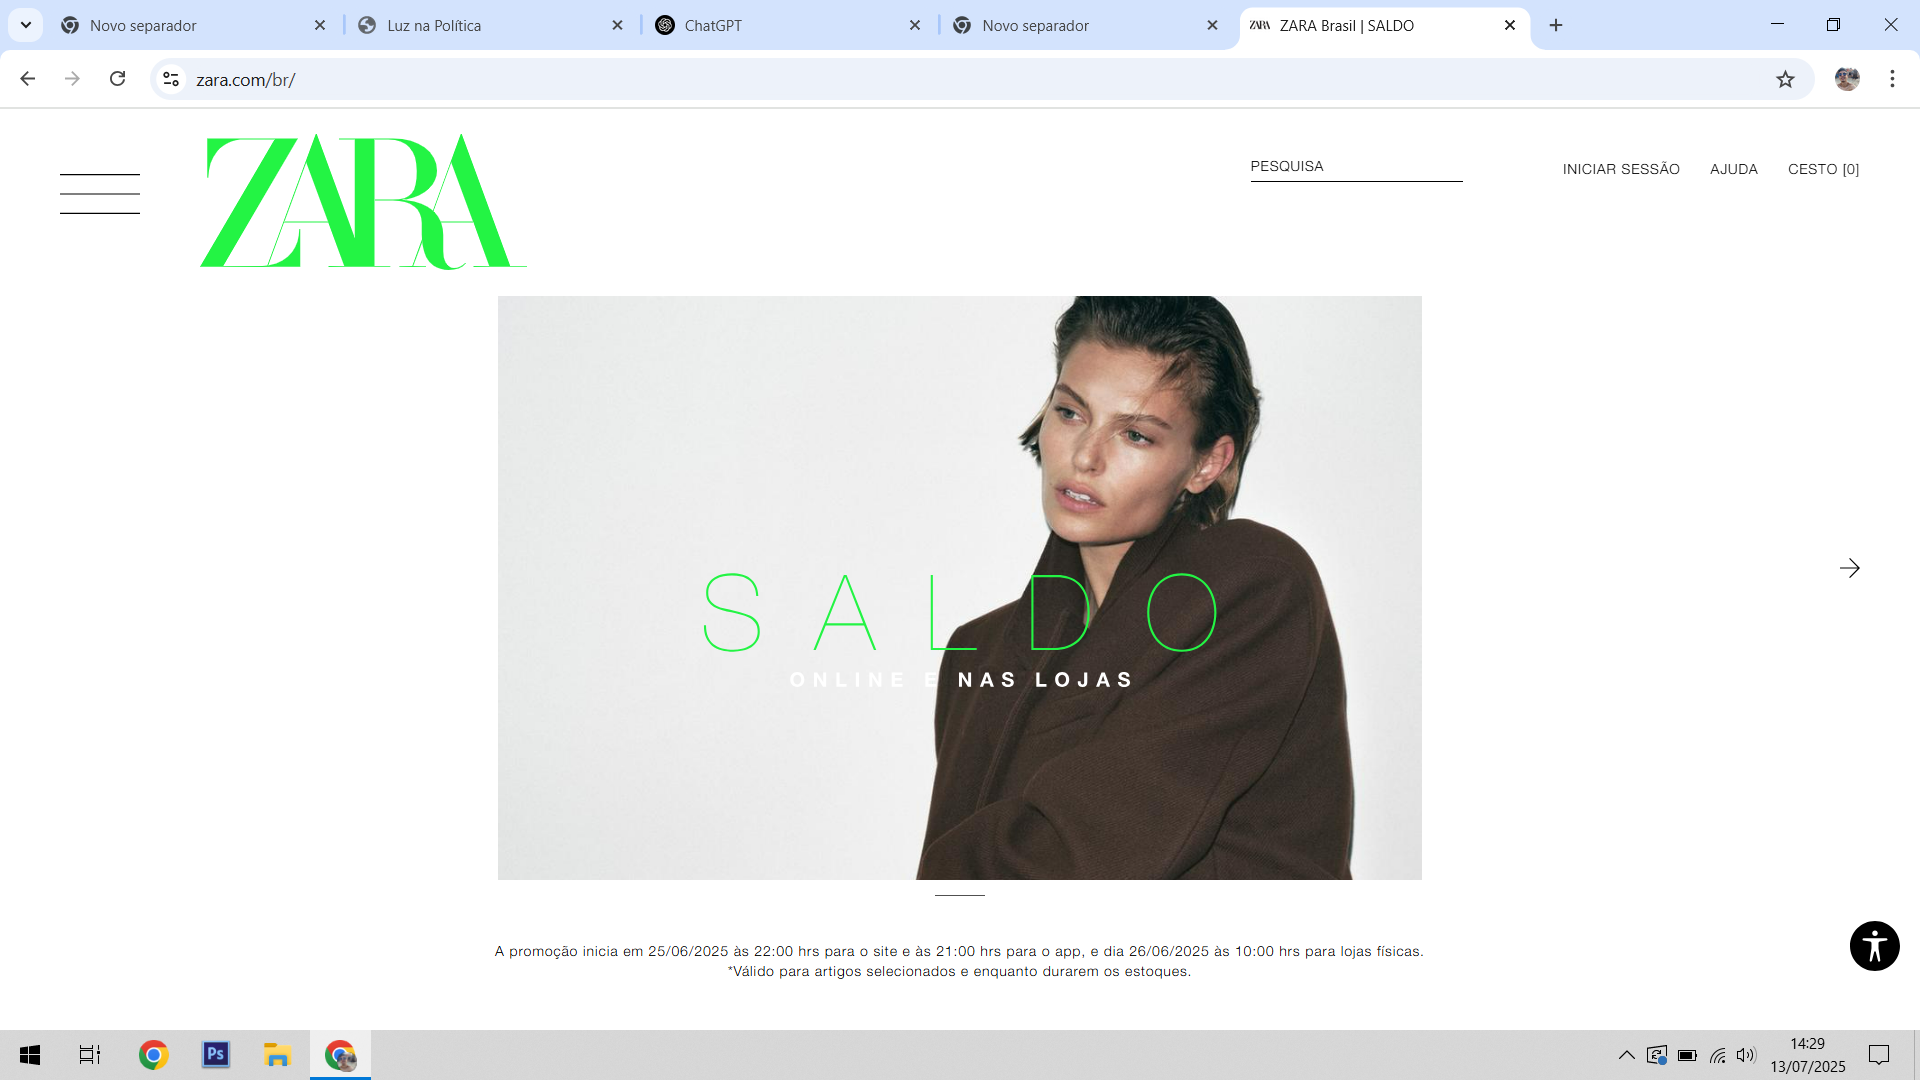 Novo separador
Luz na Política
ChatGPT
Novo separador
ZARA ZARA Brasil | SALDO
zara.com/br/
ZARA
PESQUISA
INICIAR SESSÃO
AJUDA
CESTO [0]
SALDO
ONLINE E NAS LOJAS
A promoção inicia em 25/06/2025 às 22:00 hrs para o site e às 21:00 hrs para o app, e dia 26/06/2025 às 10:00 hrs para lojas físicas.
*Válido para artigos selecionados e enquanto durarem os estoques.
Ps
14:29
13/07/2025